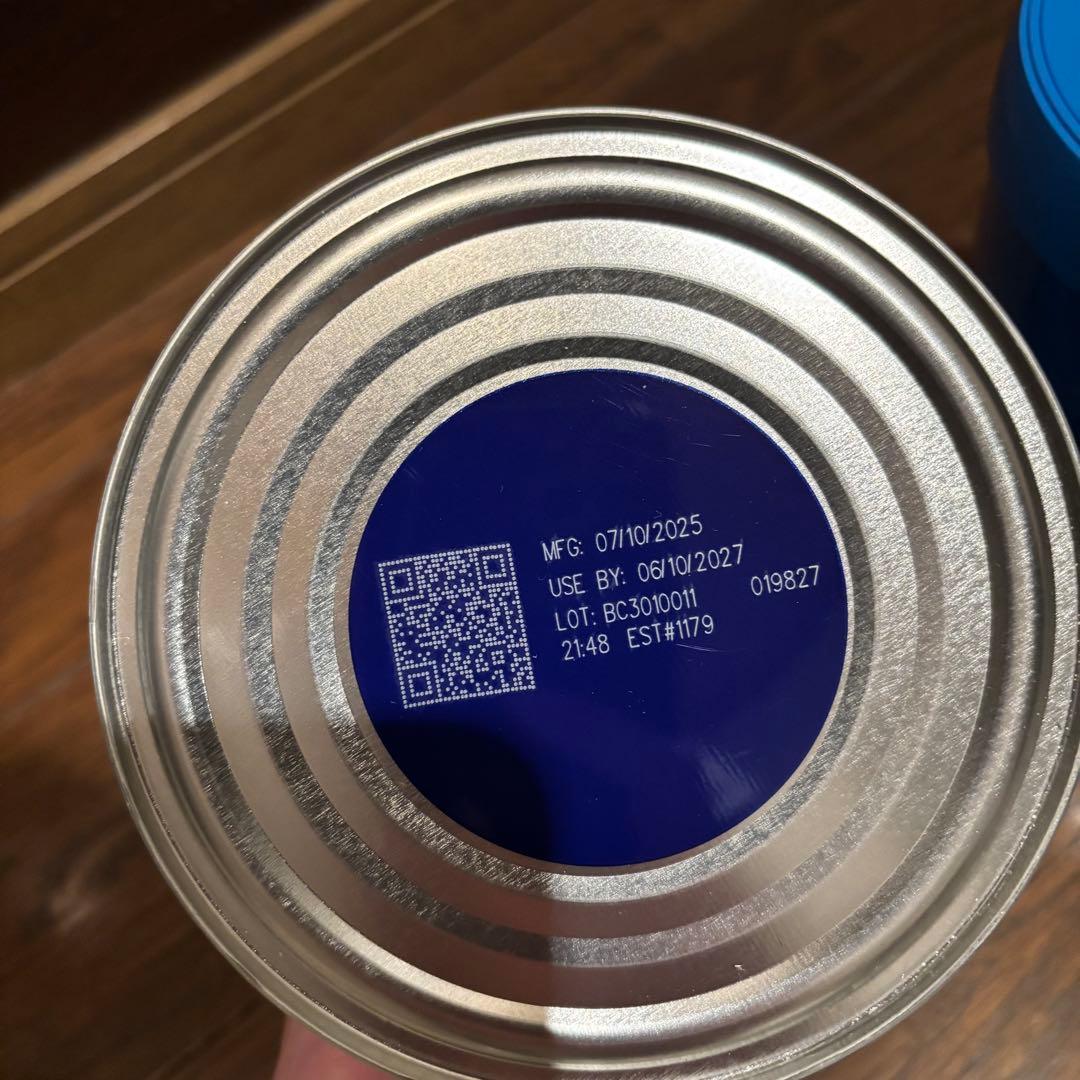 MFG: 07/10/2025
USE BY: 06/10/2027
LOT: BC3010011 019827
21:48 EST#1179